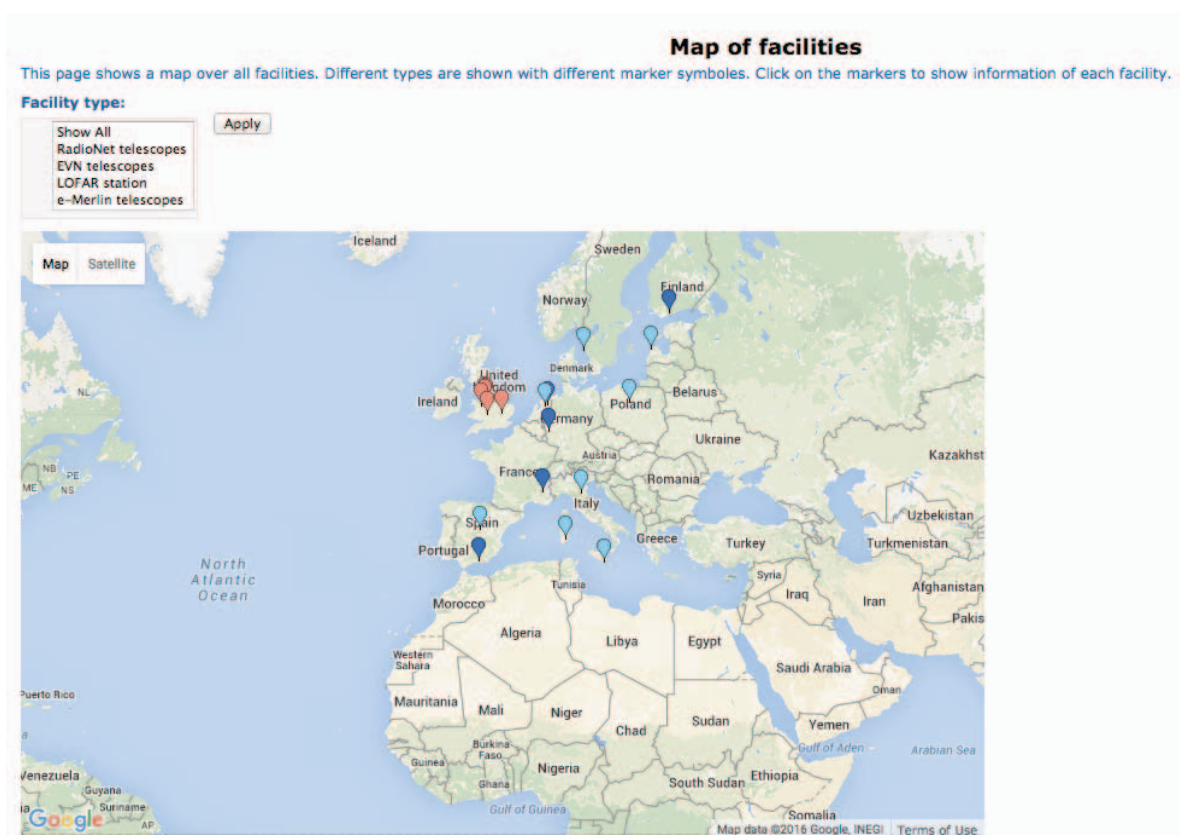 Map of facilities
This page shows a map over all facilities. Different types are shown with different marker symboles. Click on the markers to show information of each facility.
Facility type:
Show All
RadioNet telescopes
EVN telescopes
LOFAR station
e-Merlin telescopes
Apply
Map Satellite
Iceland
Sweden
Finland
Norway
Denmark
United
Ireland
NL
Poland
Belarus
Ukraine
Kazakhst
Austria
France
Romania
NB
PE
ME
NS
Italy
Spain
Uzbekistan
Turkmenistan
Portugal
Greece
Turkey
North
Atlantic
Ocean
Syria
Afghanistan
Tunisia
Iraq
Iran
Pakis
Morocco
Algeria
Libya
Egypt
Western
Sahara
Saudi Arabia
Oman
Puerto Rico
Mauritania
Mali
Niger
Chad
Sudan
Yemen
Burkina
Faso
Gulf of Aden
Arabian Sea
Guinea
Nigeria
Venezuela
Ghana
South Sudan
Ethiopia
Guyana
Suriname
Gulf of Guinea
Somalia
Google
AP
Map data ©2016 Google, INEGI
Terms of Use